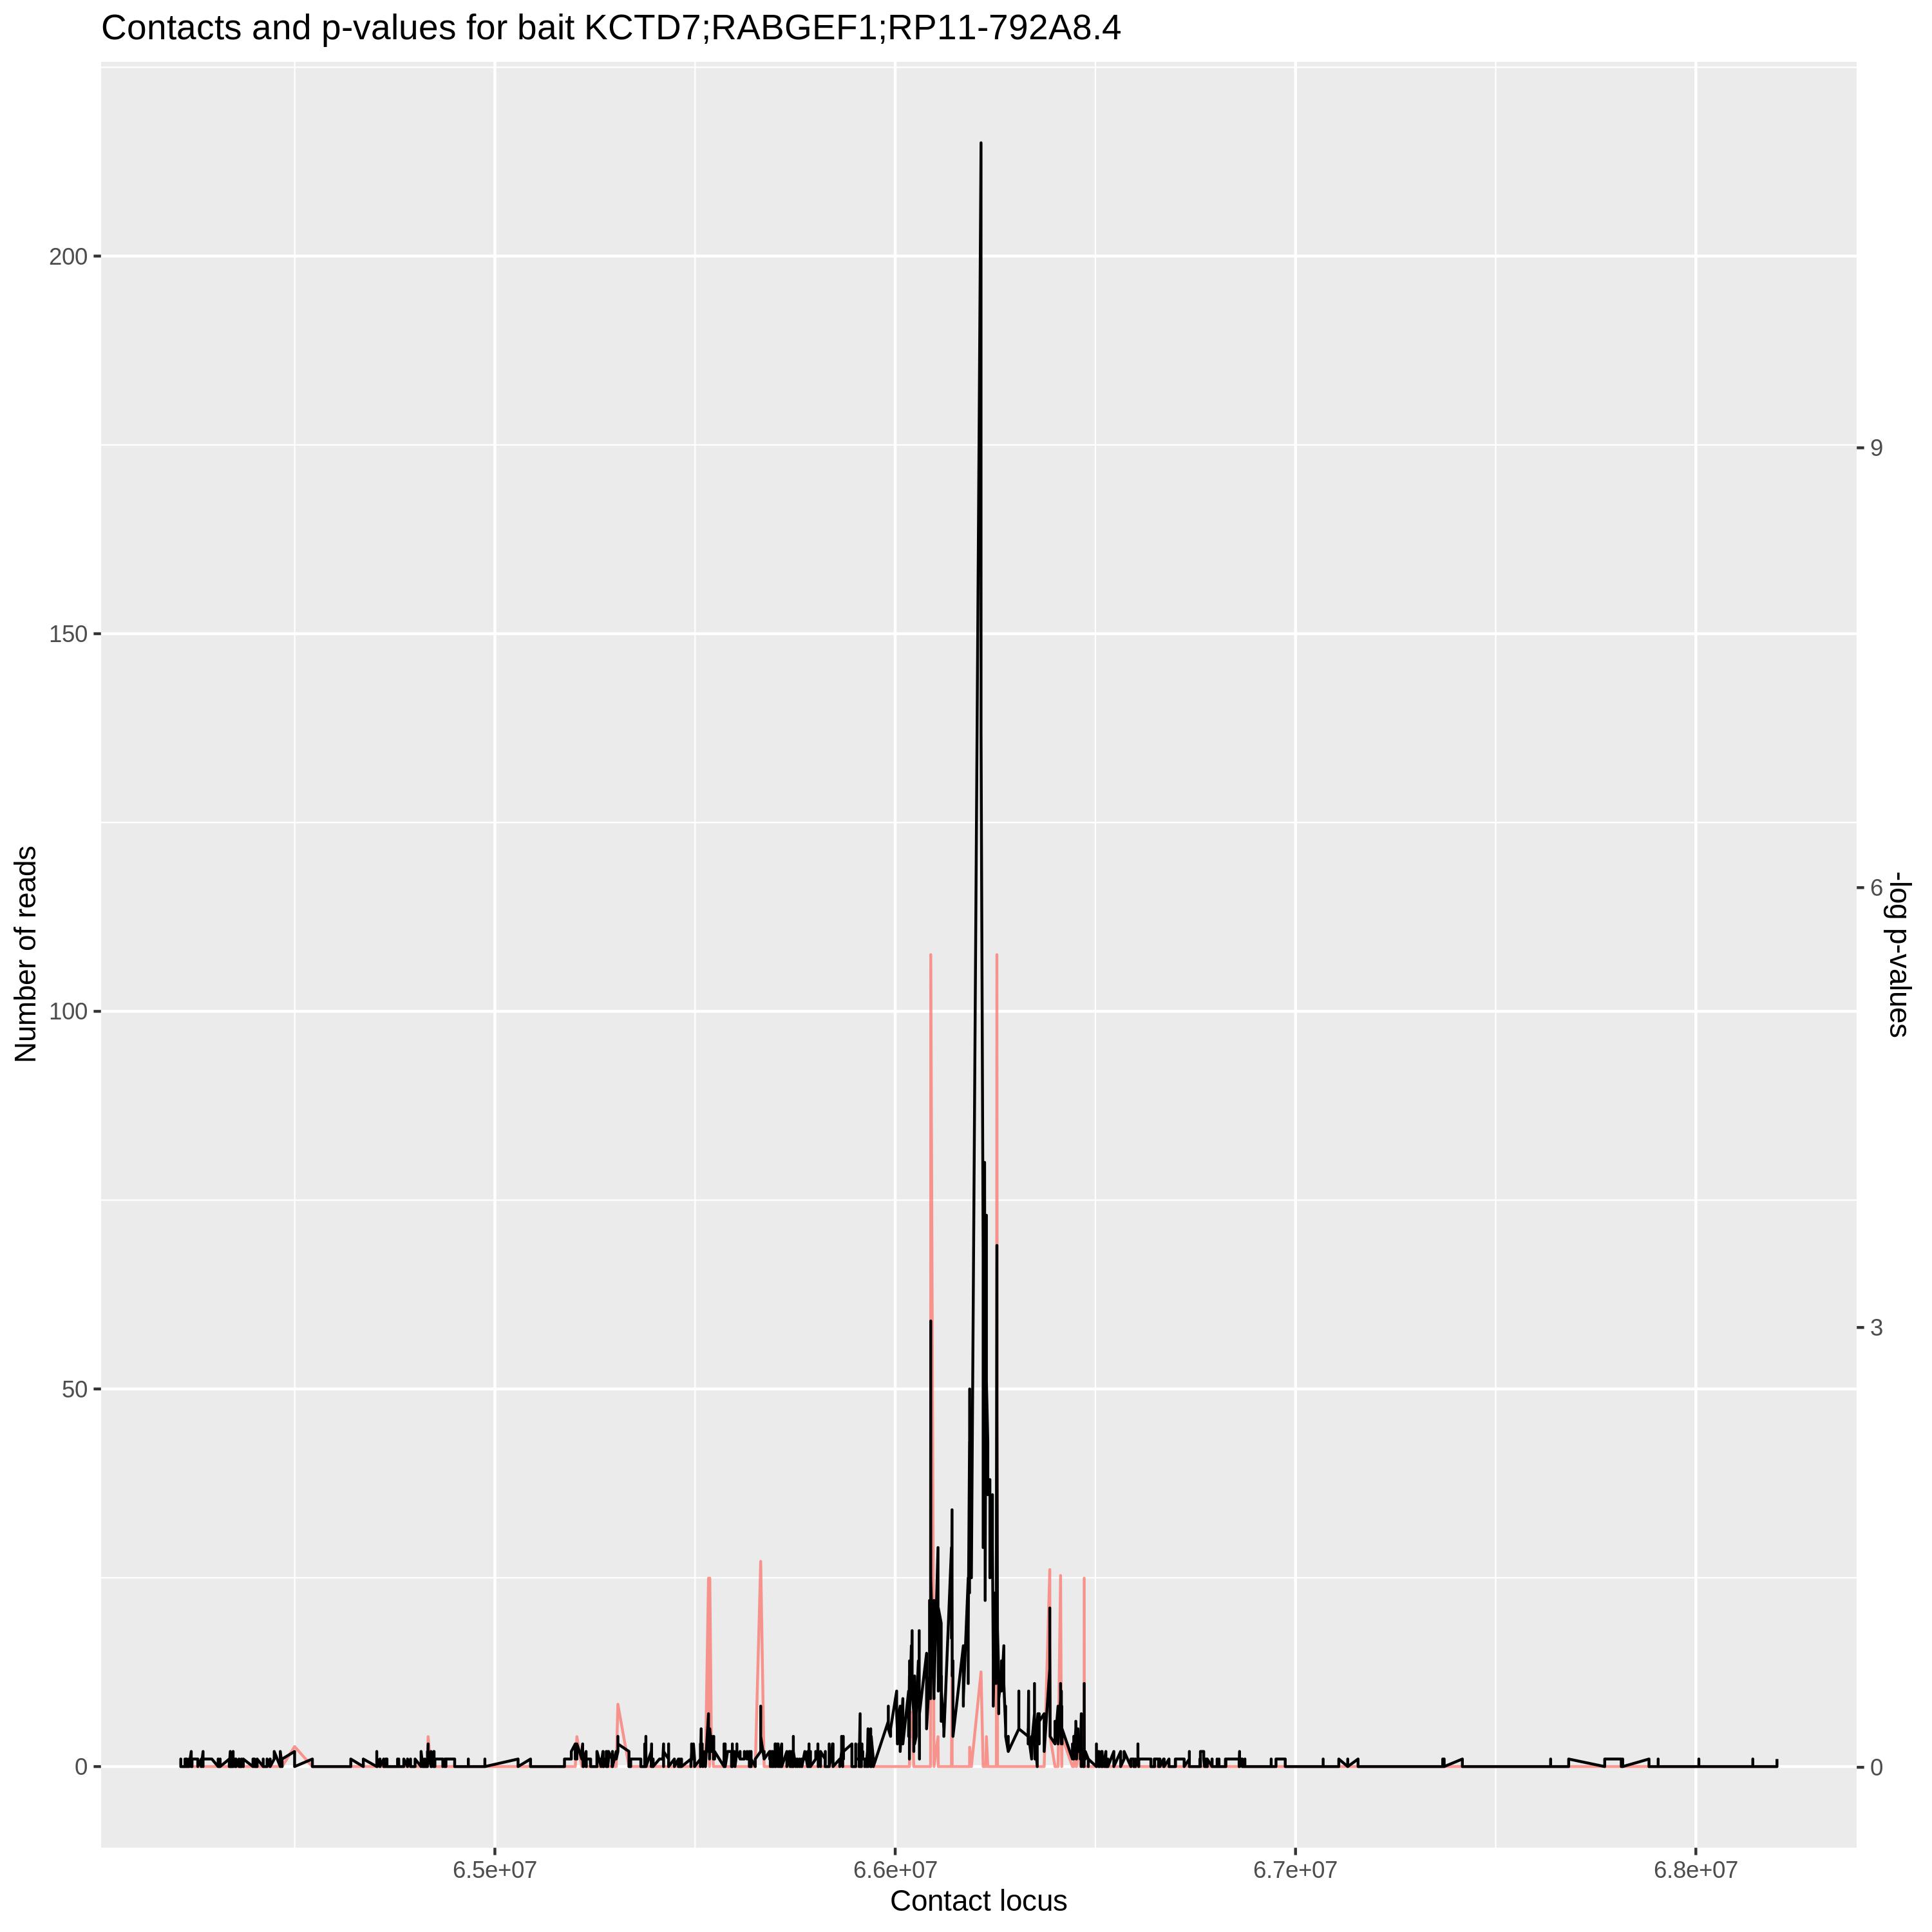 Contacts and p-values for bait KCTD7;RABGEF1;RP11-792A8.4
200
150
100
50
0
Number of reads
9
6
3
0
-log p-values
6.5e+07
6.6e+07
6.7e+07
6.8e+07
Contact locus